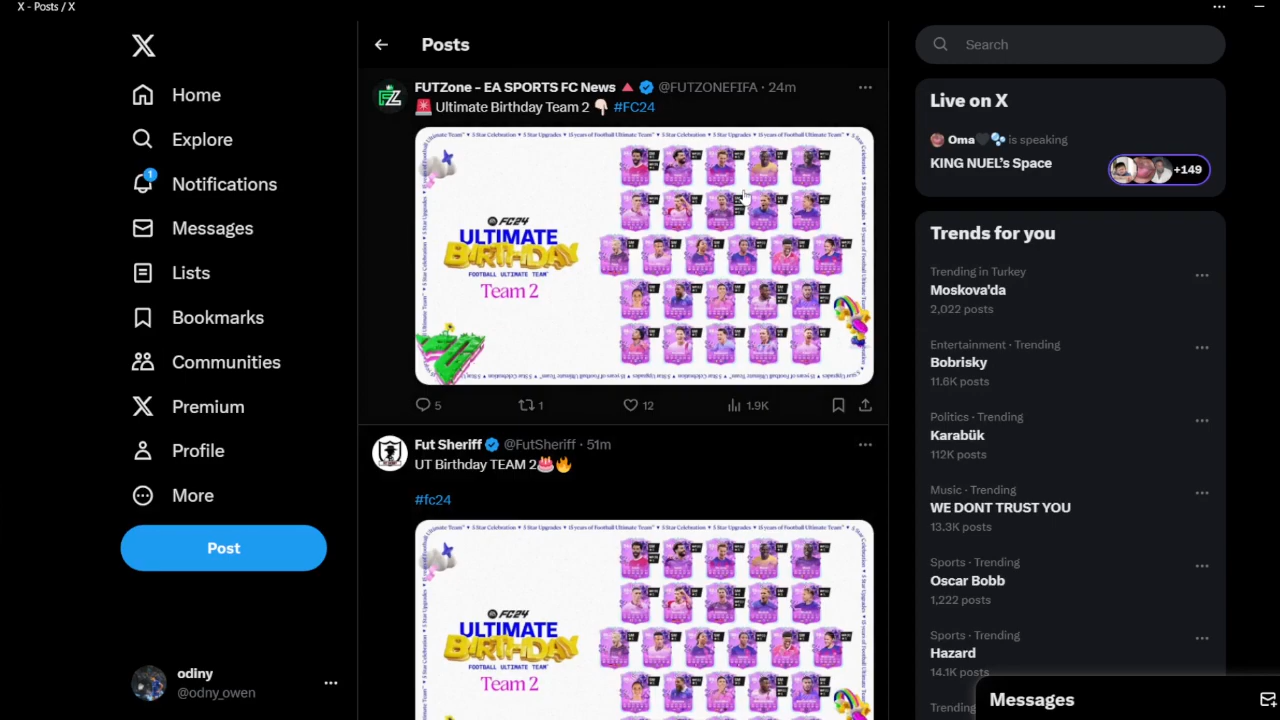 X - Posts / X
Home
Explore
1
Notifications
Messages
Lists
Bookmarks
Communities
Premium
Profile
More
Post
odlny
@odny_owen
Posts
FUTZone - EA SPORTS FC News @FUTZONEFIFA · 24m
Ultimate Birthday Team 2 #FC24
FC24
ULTIMATE
BIRTHDAY
FOOTBALL ULTIMATE TEAM
Team 2
5
1
12
1.9K
Fut Sheriff @FutSheriff · 51m
UT Birthday TEAM 2
#fc24
FC24
ULTIMATE
BIRTHDAY
FOOTBALL ULTIMATE TEAM
Team 2
Search
Live on X
Oma is speaking
KING NUEL's Space
+149
Trends for you
Trending in Turkey
Moskova'da
2,022 posts
Entertainment · Trending
Bobrisky
11.6K posts
Politics · Trending
Karabük
112K posts
Music · Trending
WE DONT TRUST YOU
13.3K posts
Sports · Trending
Oscar Bobb
1,222 posts
Sports · Trending
Hazard
14.1K posts
Trending
Messages